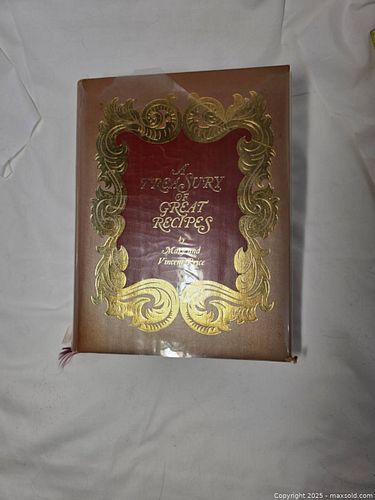 A
TREASURY
OF
GREAT
RECIPES
by
Mary and
Vincent Price
Copyright 2025 - maxsold.com